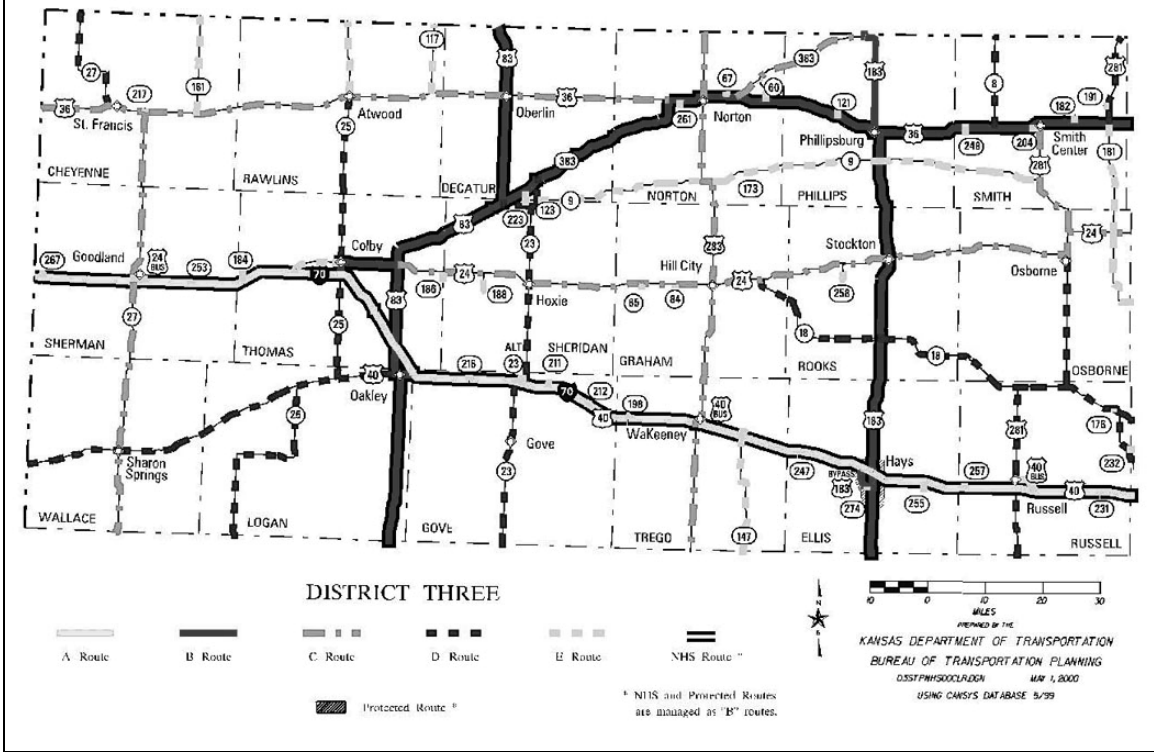 117
83
383
281
27
8
217
161
67
183
191
60
182
36
36
121
St. Francis
Atwood
Oberlin
261
Norton
36
248
204
Smith
Center
25
Phillipsburg
181
383
281
CHEYENNE
RAWLINS
DECATUR
9
173
NORTON
PHILLIPS
SMITH
223
123
9
83
23
24
Colby
Stockton
283
Goodland
24
BUS
267
253
184
Hill City
Osborne
70
24
186
188
Hoxie
85
84
24
258
83
27
25
18
18
SHERMAN
THOMAS
ALT
23
SHERIDAN
GRAHAM
ROOKS
OSBORNE
216
211
40
Oakley
70
212
198
40
BUS
40
WaKeeney
281
176
25
Gove
183
Sharon
Springs
Hays
232
23
247
BYPASS
183
257
40
BUS
40
274
255
Russell
231
WALLACE
LOGAN
GOVE
TREGO
147
ELLIS
RUSSELL
DISTRICT THREE
N
S
10 0 10 20 30
MILES
PREPARED BY THE
KANSAS DEPARTMENT OF TRANSPORTATION
BUREAU OF TRANSPORTATION PLANNING
MAY 1, 2000
USING CANSYS DATABASE 5/99
A Route
B Route
C Route
D Route
E Route
NHS Route *
Protected Route *
* NHS and Protected Routes
are managed as "B" routes.